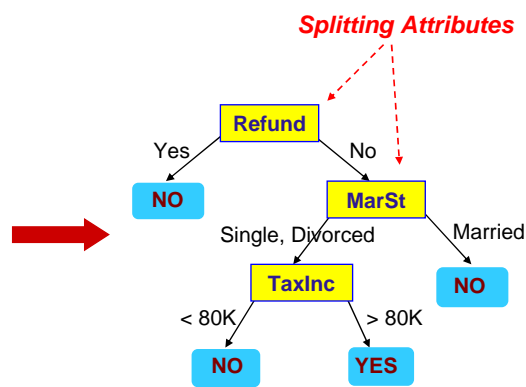 Splitting Attributes
Refund
Yes
No
NO
MarSt
Single, Divorced
Married
TaxInc
NO
< 80K
> 80K
NO
YES